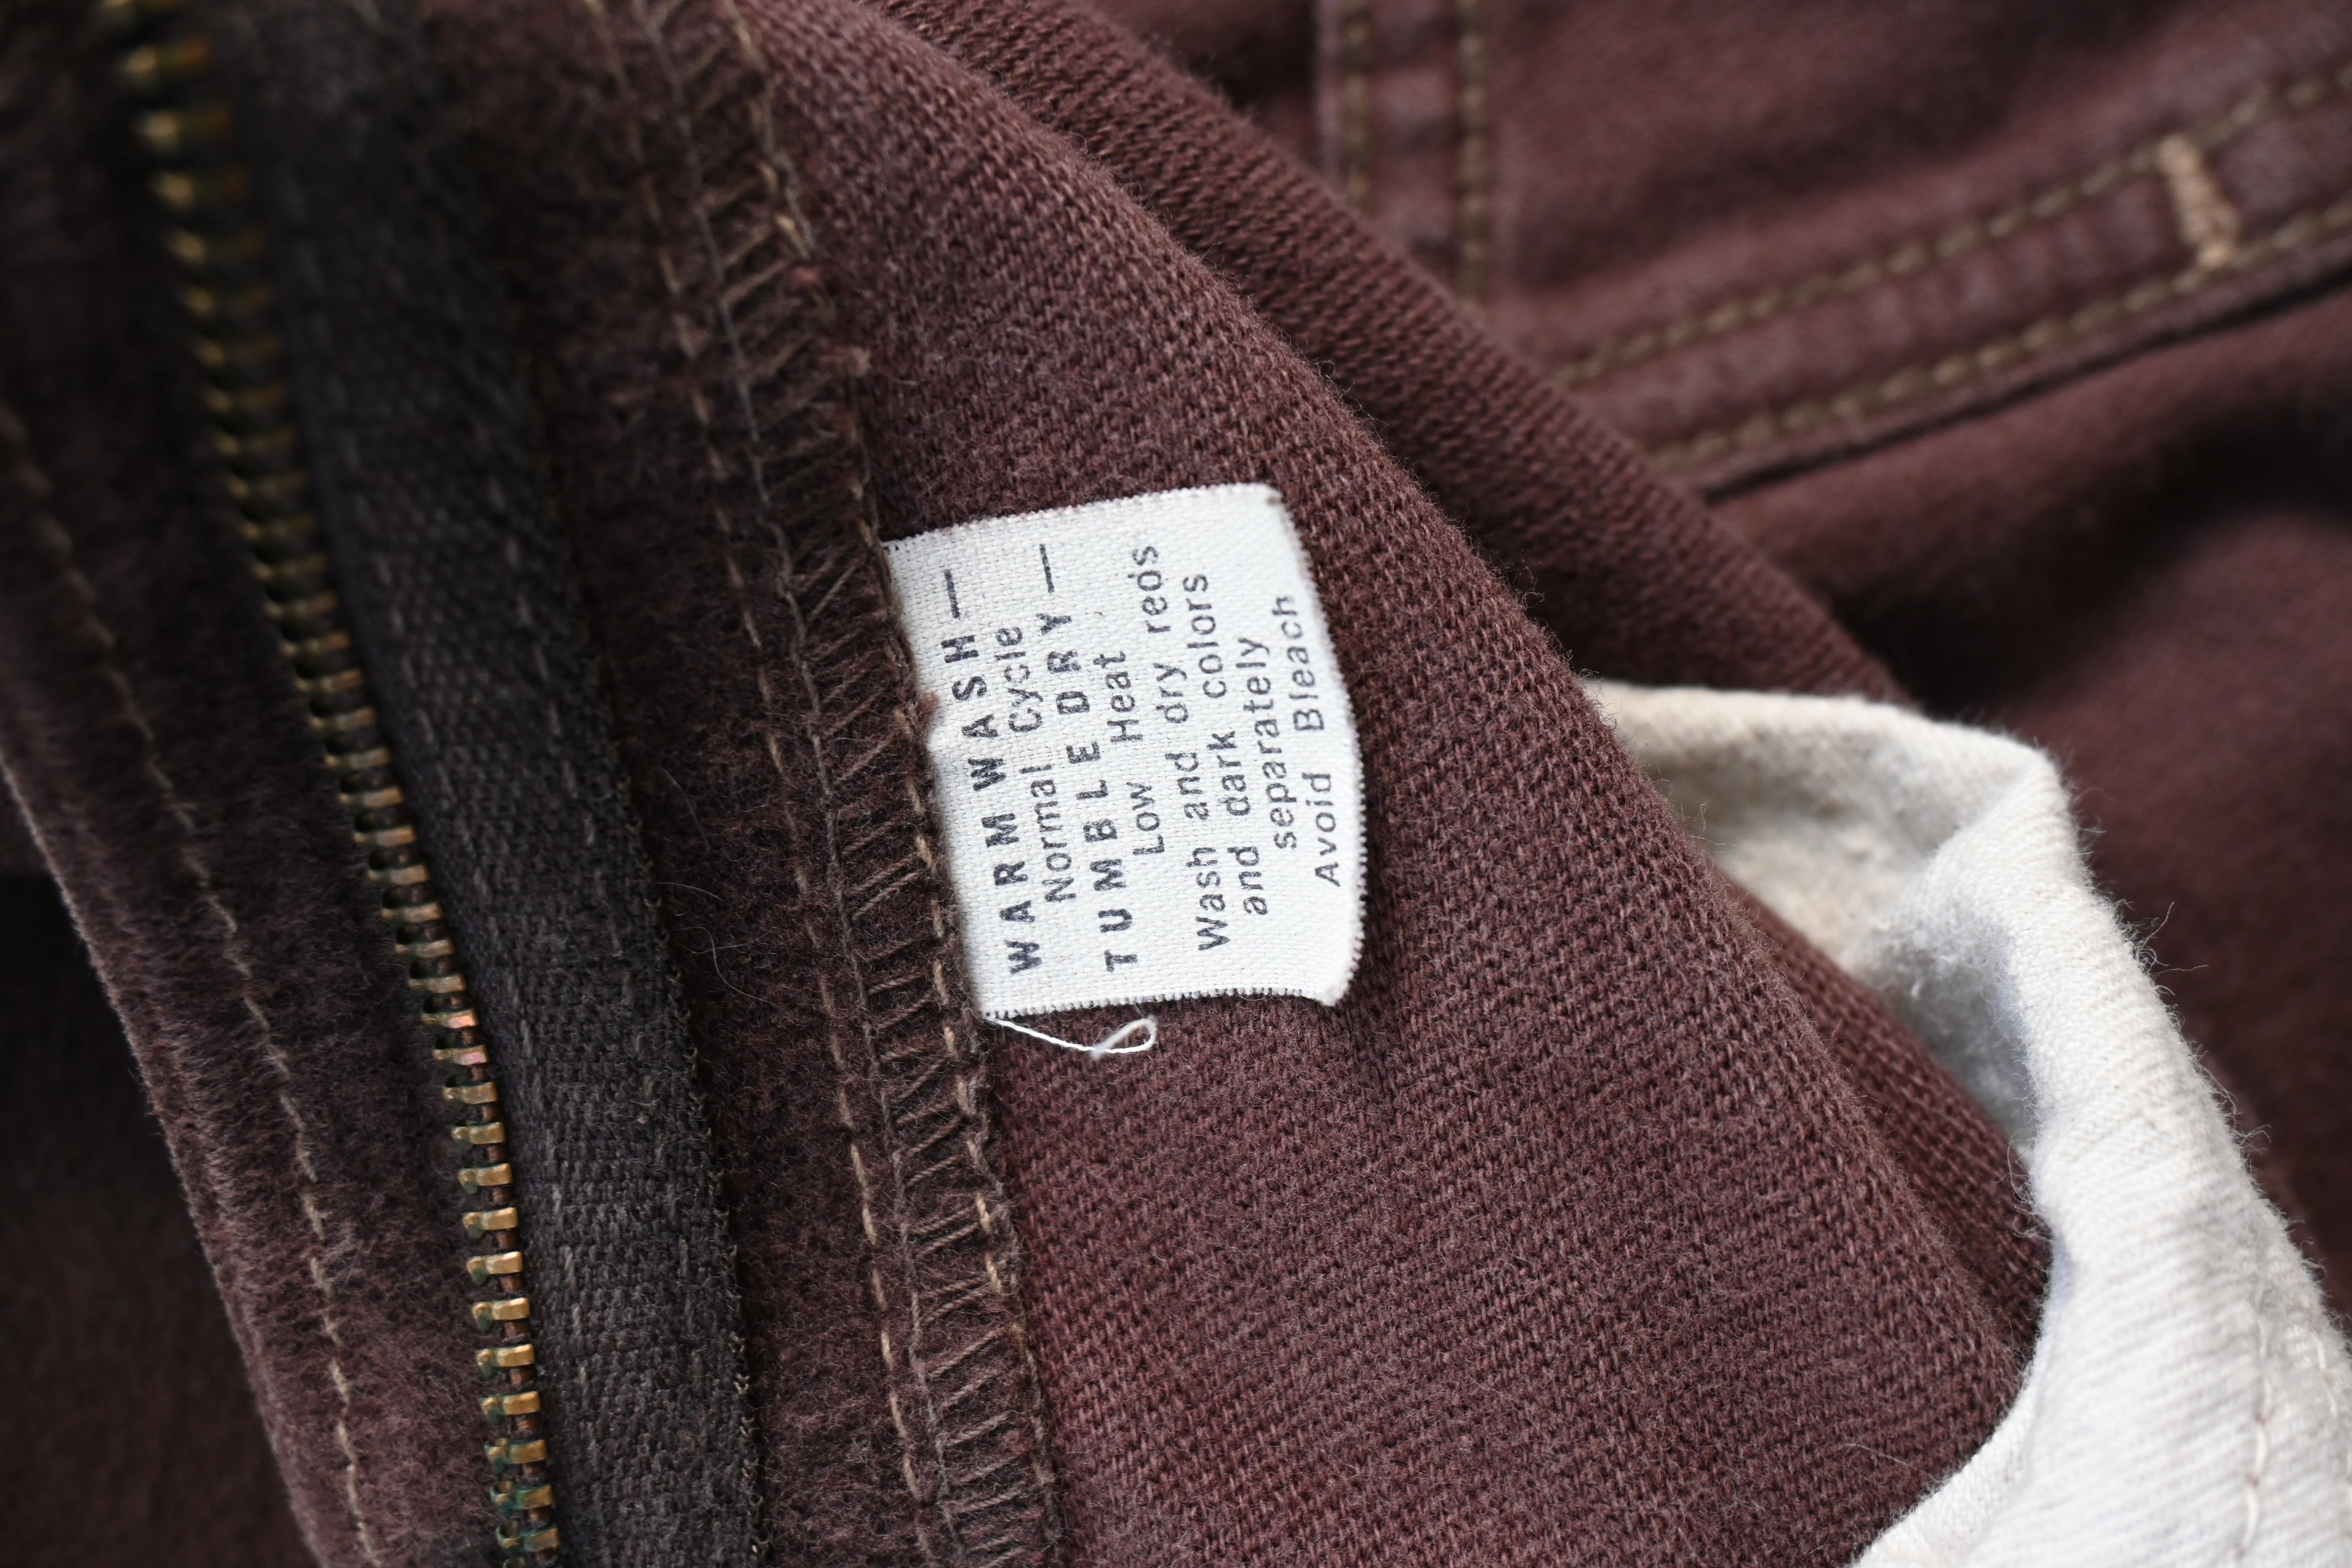 WARM WASH—
Normal Cycle
TUMBLE DRY—
Low Heat
Wash and dry reds
and dark colors
separately
Avoid Bleach